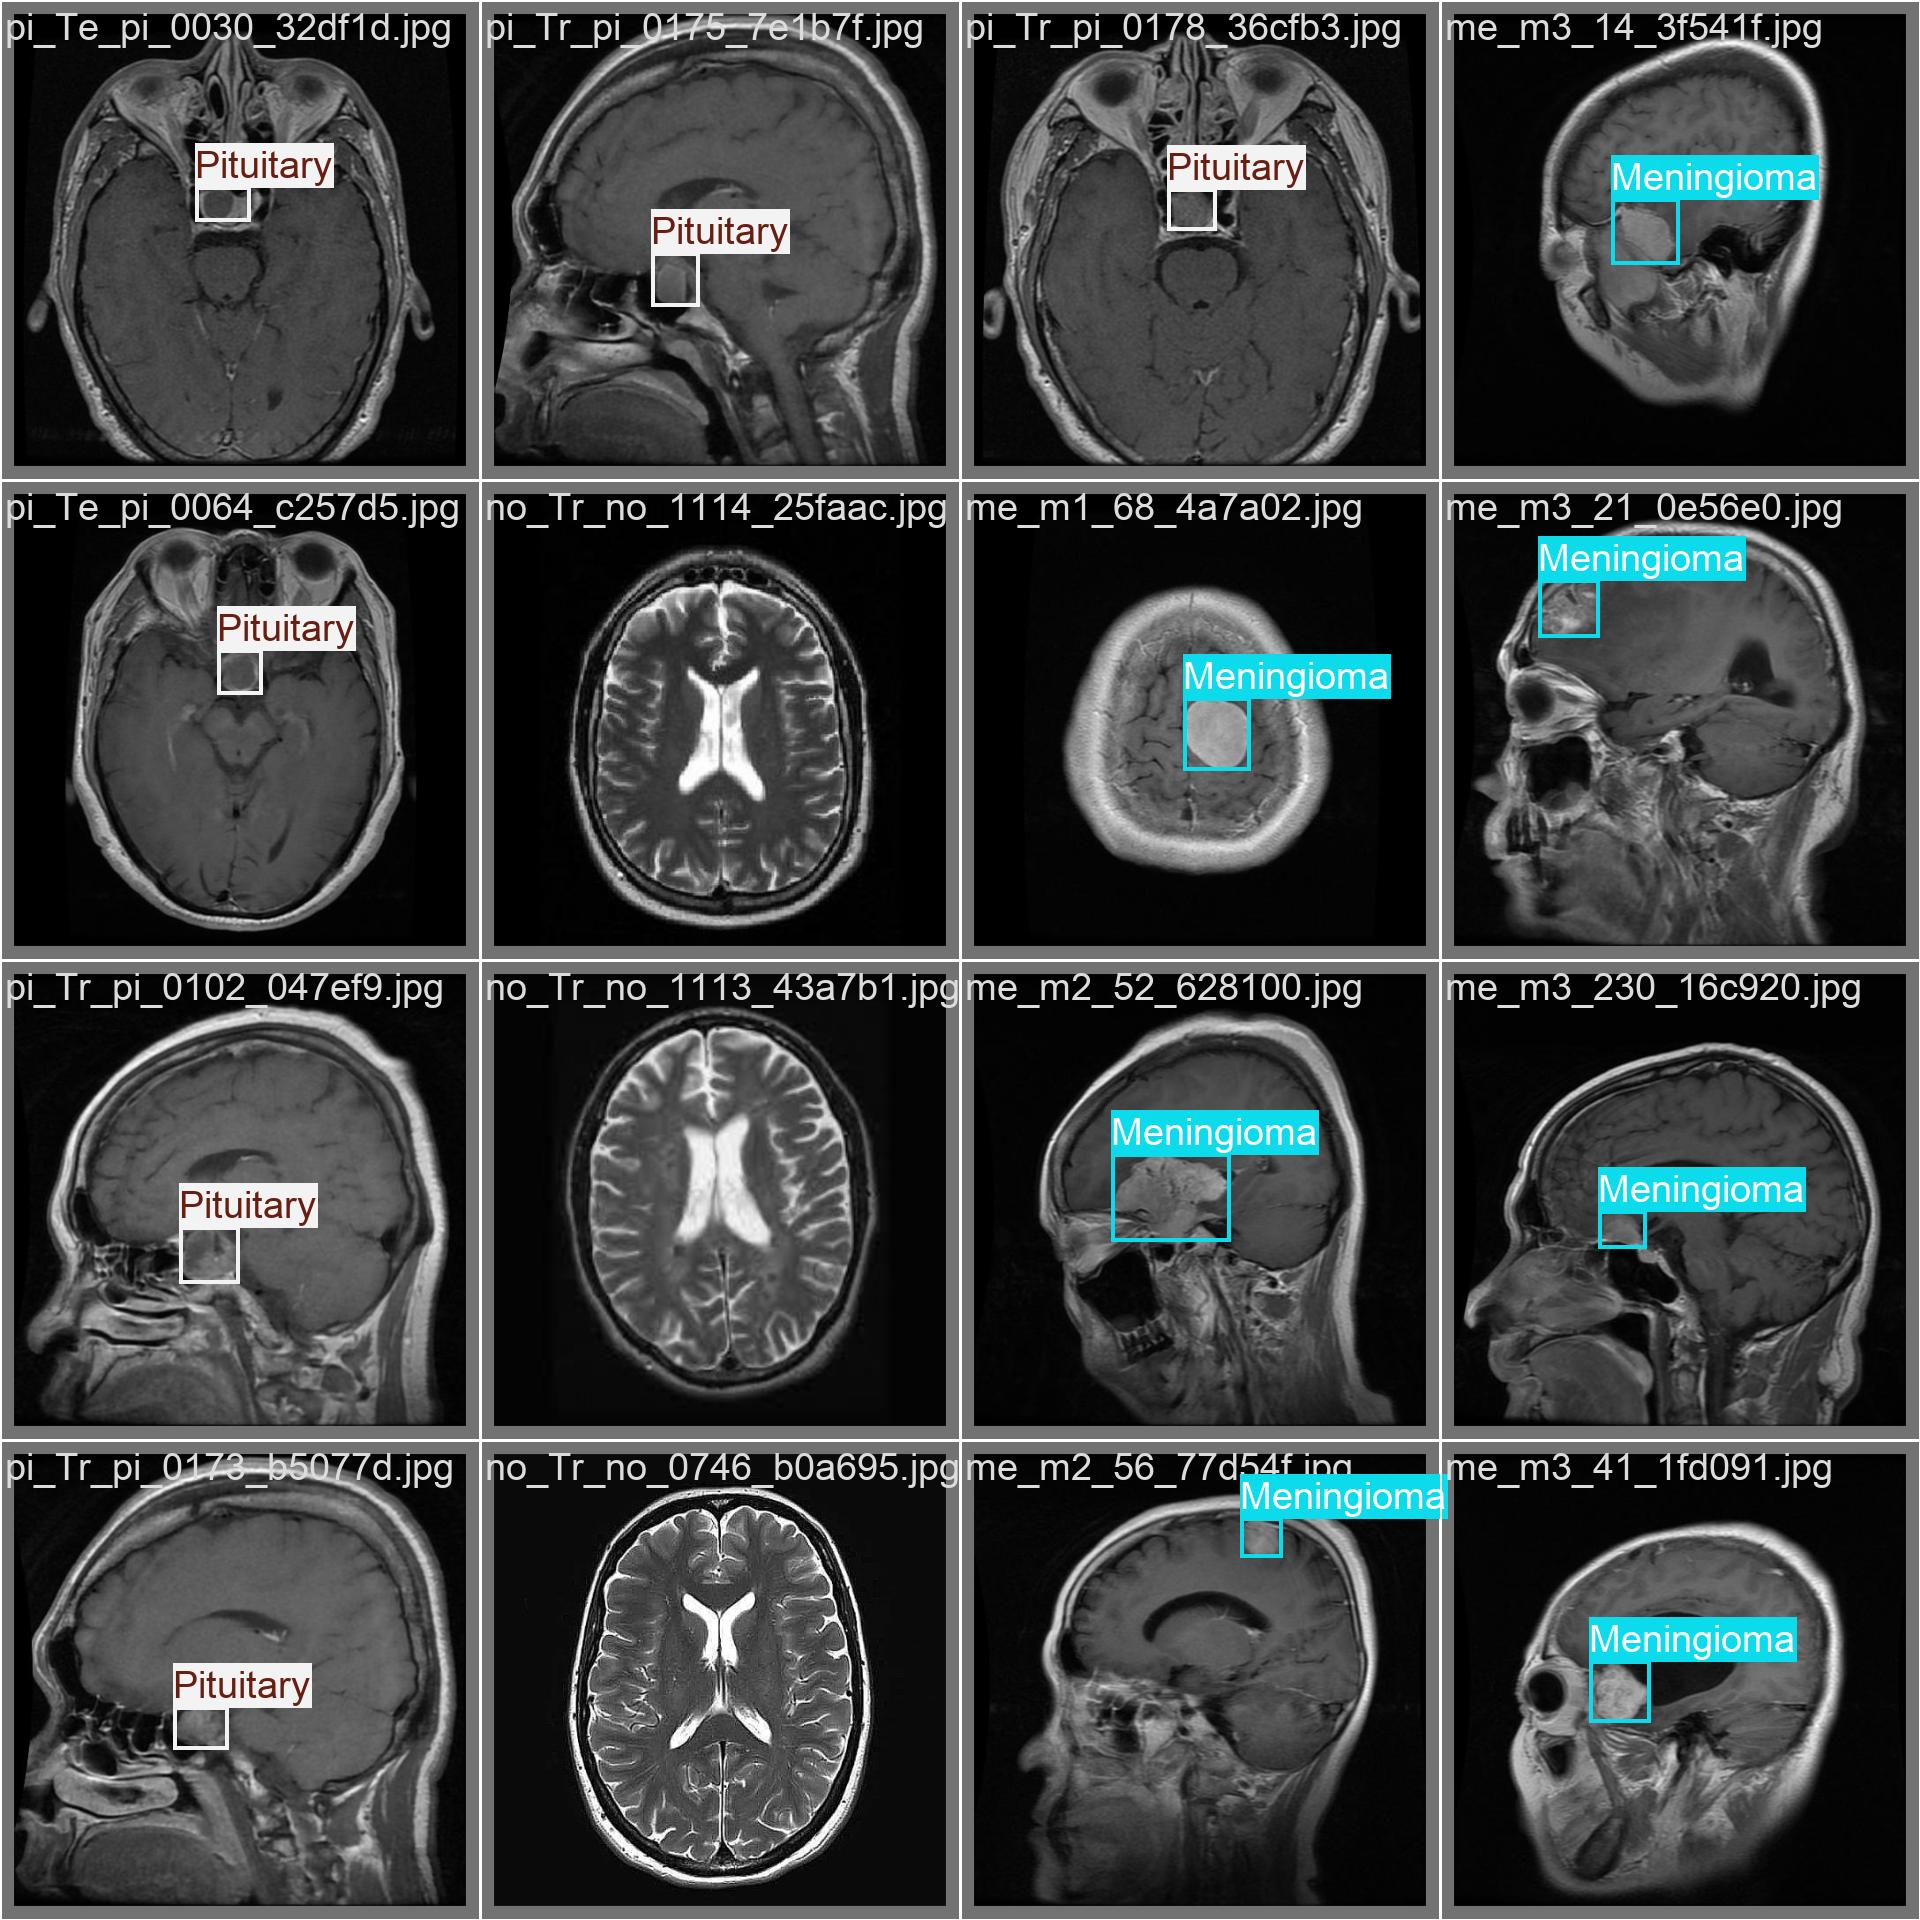 pi_Te_pi_0030_32df1d.jpg
Pituitary
pi_Tr_pi_0175_7e1b7f.jpg
Pituitary
pi_Tr_pi_0178_36cfb3.jpg
Pituitary
me_m3_14_3f541f.jpg
Meningioma
pi_Te_pi_0064_c257d5.jpg
Pituitary
no_Tr_no_1114_25faac.jpg
me_m1_68_4a7a02.jpg
Meningioma
me_m3_21_0e56e0.jpg
Meningioma
pi_Tr_pi_0102_047ef9.jpg
Pituitary
no_Tr_no_1113_43a7b1.jpg
me_m2_52_628100.jpg
Meningioma
me_m3_230_16c920.jpg
Meningioma
pi_Tr_pi_0173_b5077d.jpg
Pituitary
no_Tr_no_0746_b0a695.jpg
me_m2_56_77d54f.jpg
Meningioma
me_m3_41_1fd091.jpg
Meningioma